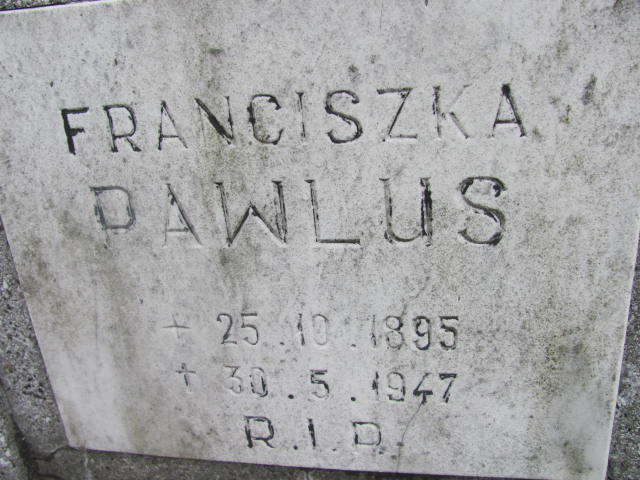 FRANCISZKA
PAWLUS
+ 25.10.1895
† 30.5.1947
R.I.P.